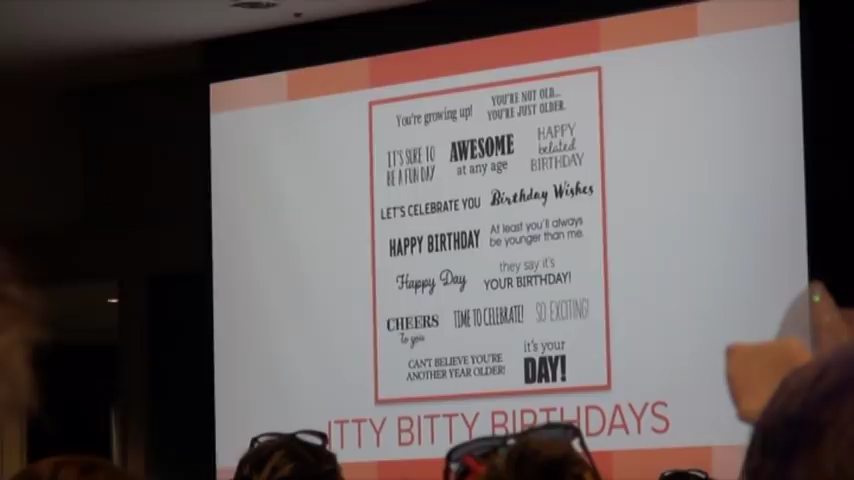 You're growing up!
YOU'RE NOT OLD...
YOU'RE JUST OLDER.
IT'S SURE TO
BE A FUN DAY
AWESOME
at any age
HAPPY
belated
BIRTHDAY
LET'S CELEBRATE YOU
Birthday Wishes
HAPPY BIRTHDAY
At least you'll always
be younger than me.
Happy Day
they say it's
YOUR BIRTHDAY!
CHEERS
to you
TIME TO CELEBRATE!
SO EXCITING!
CAN'T BELIEVE YOU'RE
ANOTHER YEAR OLDER!
it's your
DAY!
ITTY BITTY BIRTHDAYS